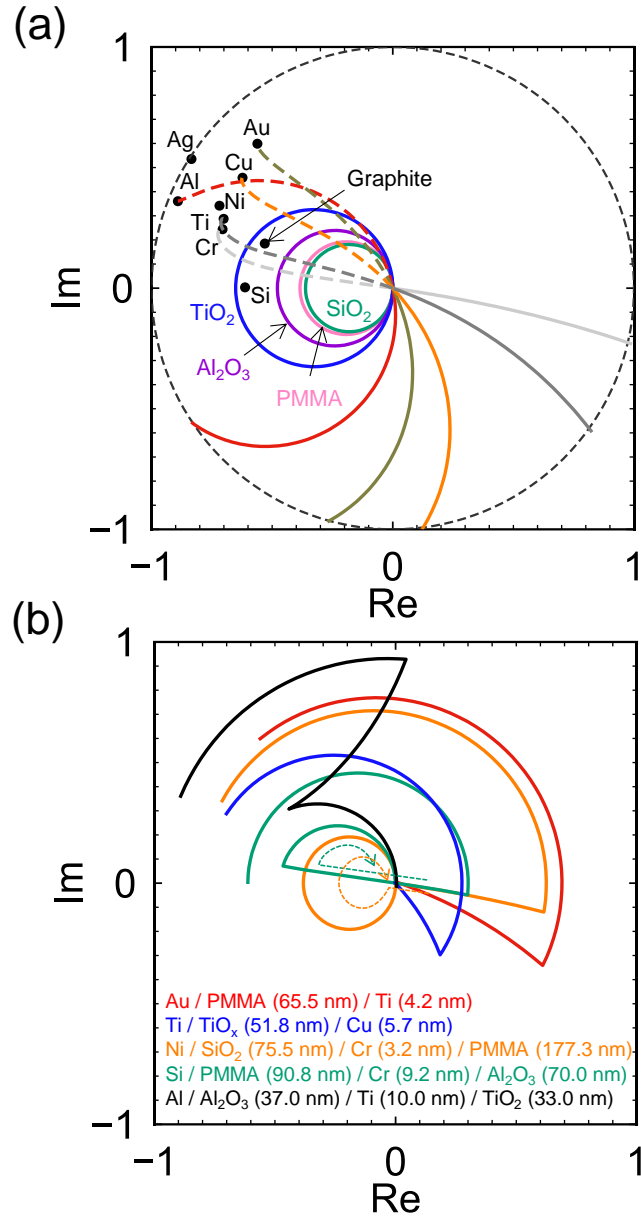 (a)
1
Au
Ag
Cu
Al
Graphite
Ni
Ti
Cr
Im
0
Si
SiO₂
TiO₂
Al₂O₃
PMMA
−1
−1
0
1
Re
(b)
1
Im
0
Au / PMMA (65.5 nm) / Ti (4.2 nm)
Ti / TiOₓ (51.8 nm) / Cu (5.7 nm)
Ni / SiO₂ (75.5 nm) / Cr (3.2 nm) / PMMA (177.3 nm)
Si / PMMA (90.8 nm) / Cr (9.2 nm) / Al₂O₃ (70.0 nm)
Al / Al₂O₃ (37.0 nm) / Ti (10.0 nm) / TiO₂ (33.0 nm)
−1
−1
0
1
Re